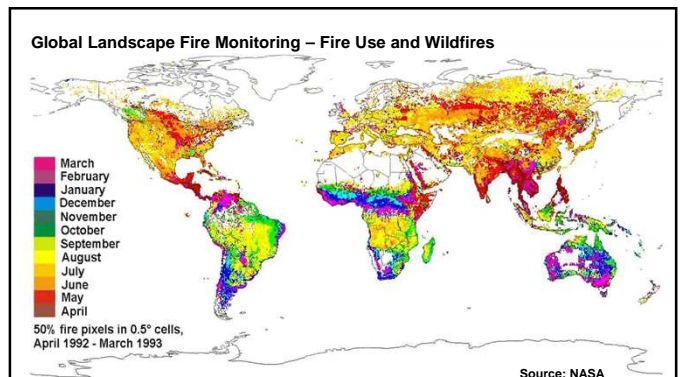 Global Landscape Fire Monitoring – Fire Use and Wildfires
March
February
January
December
November
October
September
August
July
June
May
April
50% fire pixels in 0.5° cells,
April 1992 - March 1993
Source: NASA